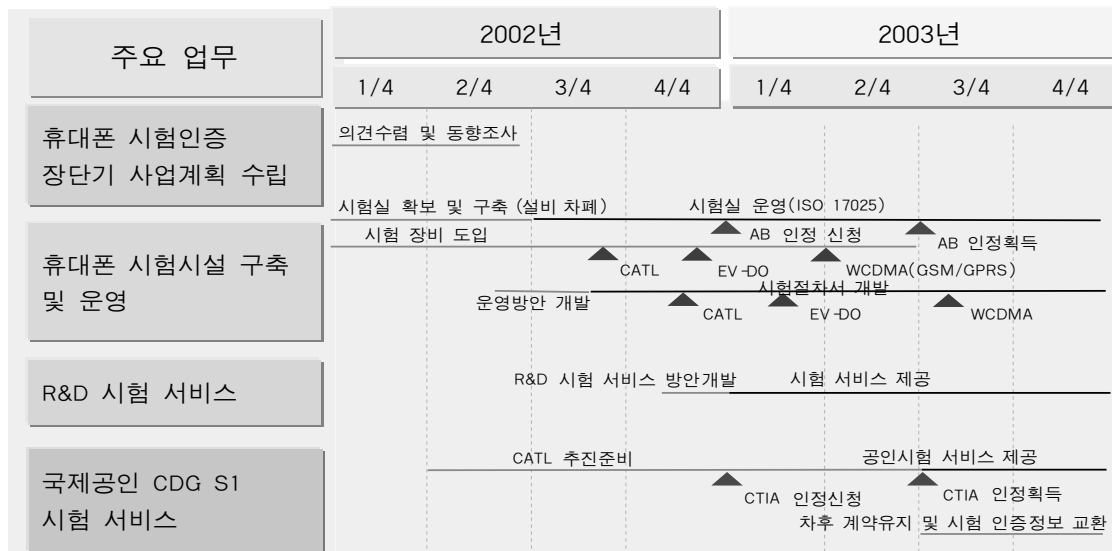 주요 업무
2002년
2003년
1/4 2/4 3/4 4/4 1/4 2/4 3/4 4/4
휴대폰 시험인증
장단기 사업계획 수립
의견수렴 및 동향조사
휴대폰 시험시설 구축
및 운영
시험실 확보 및 구축 (설비 차폐)
시험실 운영(ISO 17025)
시험 장비 도입
AB 인정 신청
AB 인정획득
CATL
EV-DO
WCDMA(GSM/GPRS)
운영방안 개발
시험절차서 개발
CATL
EV-DO
WCDMA
R&D 시험 서비스
R&D 시험 서비스 방안개발
시험 서비스 제공
국제공인 CDG S1
시험 서비스
CATL 추진준비
공인시험 서비스 제공
CTIA 인정신청
CTIA 인정획득
차후 계약유지 및 시험 인증정보 교환